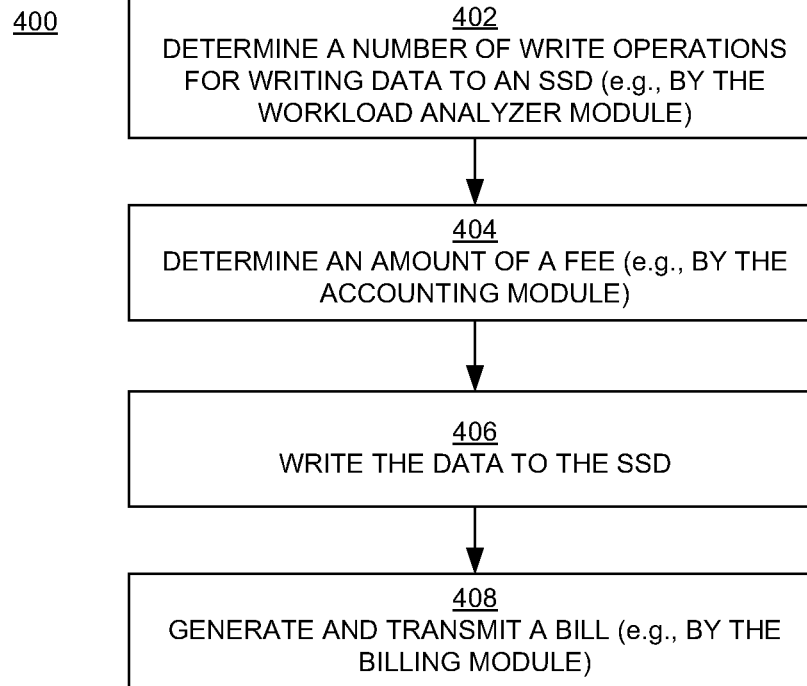 400
402
DETERMINE A NUMBER OF WRITE OPERATIONS
FOR WRITING DATA TO AN SSD (e.g., BY THE
WORKLOAD ANALYZER MODULE)
404
DETERMINE AN AMOUNT OF A FEE (e.g., BY THE
ACCOUNTING MODULE)
406
WRITE THE DATA TO THE SSD
408
GENERATE AND TRANSMIT A BILL (e.g., BY THE
BILLING MODULE)